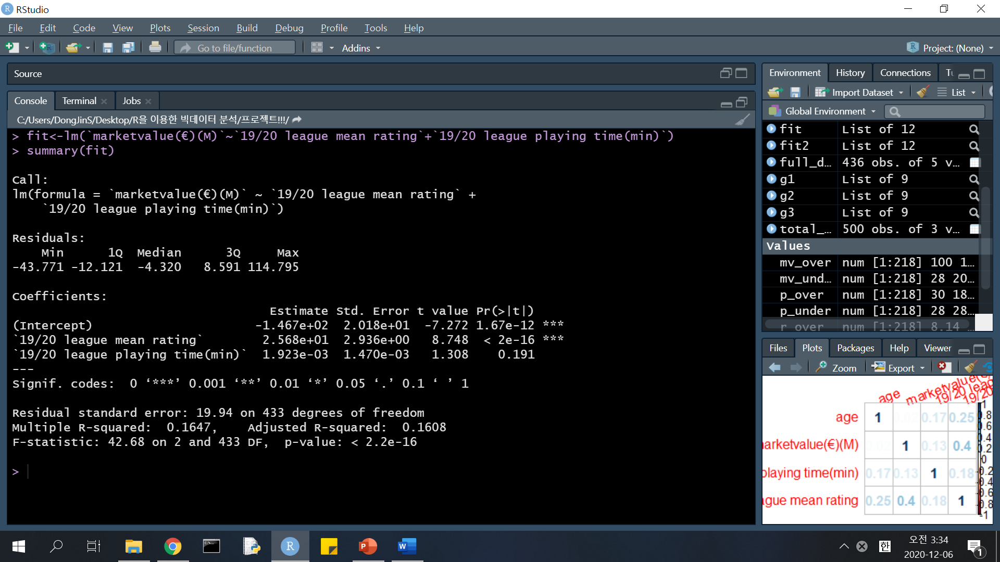 RStudio
File Edit Code View Plots Session Build Debug Profile Tools Help
Go to file/function Addins Project: (None)
Source
Console Terminal Jobs
C:/Users/DongJinS/Desktop/R을 이용한 빅데이터 분석/프로젝트!!!/
> fit<-lm(`marketvalue(€)(M)`~`19/20 league mean rating`+`19/20 league playing time(min)`)
> summary(fit)
Call:
lm(formula = `marketvalue(€)(M)` ~ `19/20 league mean rating` +
`19/20 league playing time(min)`)
Residuals:
Min 1Q Median 3Q Max
-43.771 -12.121 -4.320 8.591 114.795
Coefficients:
Estimate Std. Error t value Pr(>|t|)
(Intercept) -1.467e+02 2.018e+01 -7.272 1.67e-12 ***
`19/20 league mean rating` 2.568e+01 2.936e+00 8.748 < 2e-16 ***
`19/20 league playing time(min)` 1.923e-03 1.470e-03 1.308 0.191
---
Signif. codes: 0 ‘***’ 0.001 ‘**’ 0.01 ‘*’ 0.05 ‘.’ 0.1 ‘ ’ 1
Residual standard error: 19.94 on 433 degrees of freedom
Multiple R-squared: 0.1647, Adjusted R-squared: 0.1608
F-statistic: 42.68 on 2 and 433 DF, p-value: < 2.2e-16
>
Environment History Connections Tu
Import Dataset List
Global Environment
fit List of 12
fit2 List of 12
full_d… 436 obs. of 5 v…
g1 List of 9
g2 List of 9
g3 List of 9
total_… 500 obs. of 3 v…
Values
mv_over num [1:218] 100 1…
mv_und… num [1:218] 28 20…
p_over num [1:218] 30 18…
p_under num [1:218] 28 28…
r_over num [1:218] 8.14 …
Files Plots Packages Help Viewer
Zoom Export
age marketvalue(€ 19/20 leag 19/20
age 1 0.02 0.17 0.25
arketvalue(€)(M) 0.02 1 0.13 0.4
playing time(min) 0.17 0.13 1 0.18
ague mean rating 0.25 0.4 0.18 1
1
0.8
0.6
0.4
0.2
0
-0.2
-0.4
-0.6
-0.8
-1
한
오전 3:34
2020-12-06
1